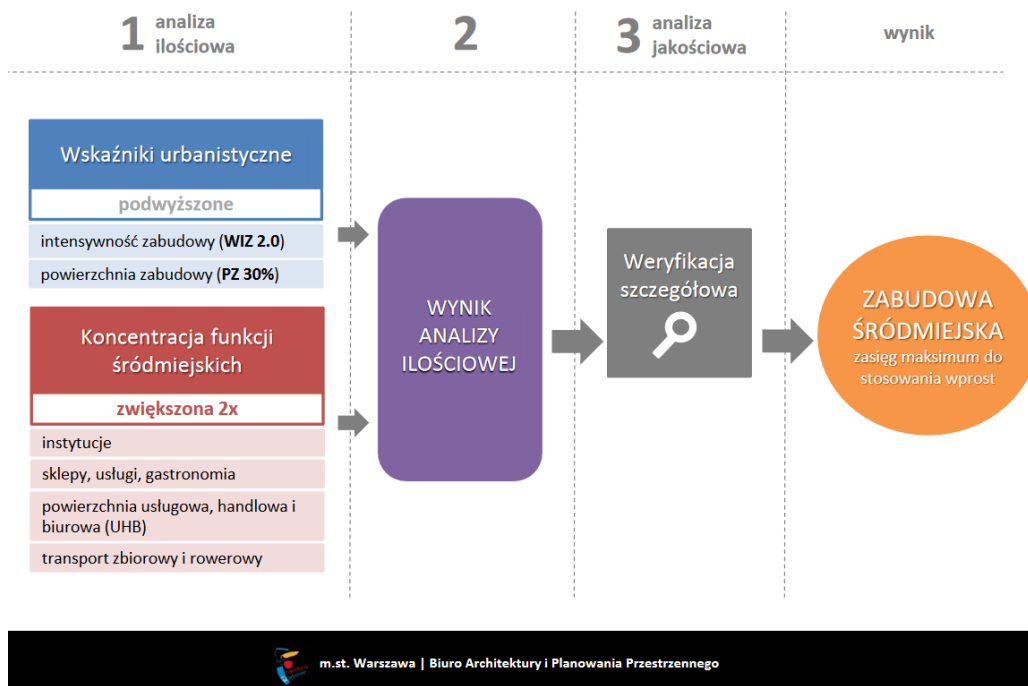 1 analiza
ilościowa
2
3 analiza
jakościowa
wynik
Wskaźniki urbanistyczne
podwyższone
intensywność zabudowy (WIZ 2.0)
powierzchnia zabudowy (PZ 30%)
Koncentracja funkcji
śródmiejskich
zwiększona 2x
instytucje
sklepy, usługi, gastronomia
powierzchnia usługowa, handlowa i
biurowa (UHB)
transport zbiorowy i rowerowy
WYNIK
ANALIZY
ILOŚCIOWEJ
Weryfikacja
szczegółowa
ZABUDOWA
ŚRÓDMIEJSKA
zasięg maksimum do
stosowania wprost
m.st. Warszawa | Biuro Architektury i Planowania Przestrzennego